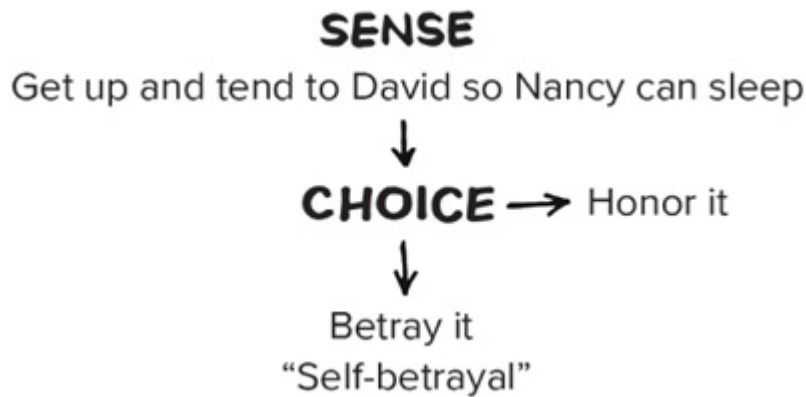 SENSE
Get up and tend to David so Nancy can sleep
CHOICE → Honor it
Betray it
“Self-betrayal”